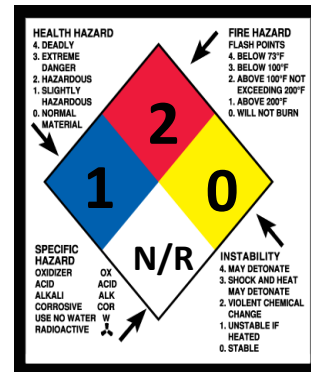 HEALTH HAZARD
4. DEADLY
3. EXTREME
DANGER
2. HAZARDOUS
1. SLIGHTLY
HAZARDOUS
0. NORMAL
MATERIAL
FIRE HAZARD
FLASH POINTS
4. BELOW 73°F
3. BELOW 100°F
2. ABOVE 100°F NOT
EXCEEDING 200°F
1. ABOVE 200°F
0. WILL NOT BURN
2
1
0
N/R
SPECIFIC
HAZARD
OXIDIZER OX
ACID ACID
ALKALI ALK
CORROSIVE COR
USE NO WATER W
RADIOACTIVE
INSTABILITY
4. MAY DETONATE
3. SHOCK AND HEAT
MAY DETONATE
2. VIOLENT CHEMICAL
CHANGE
1. UNSTABLE IF
HEATED
0. STABLE